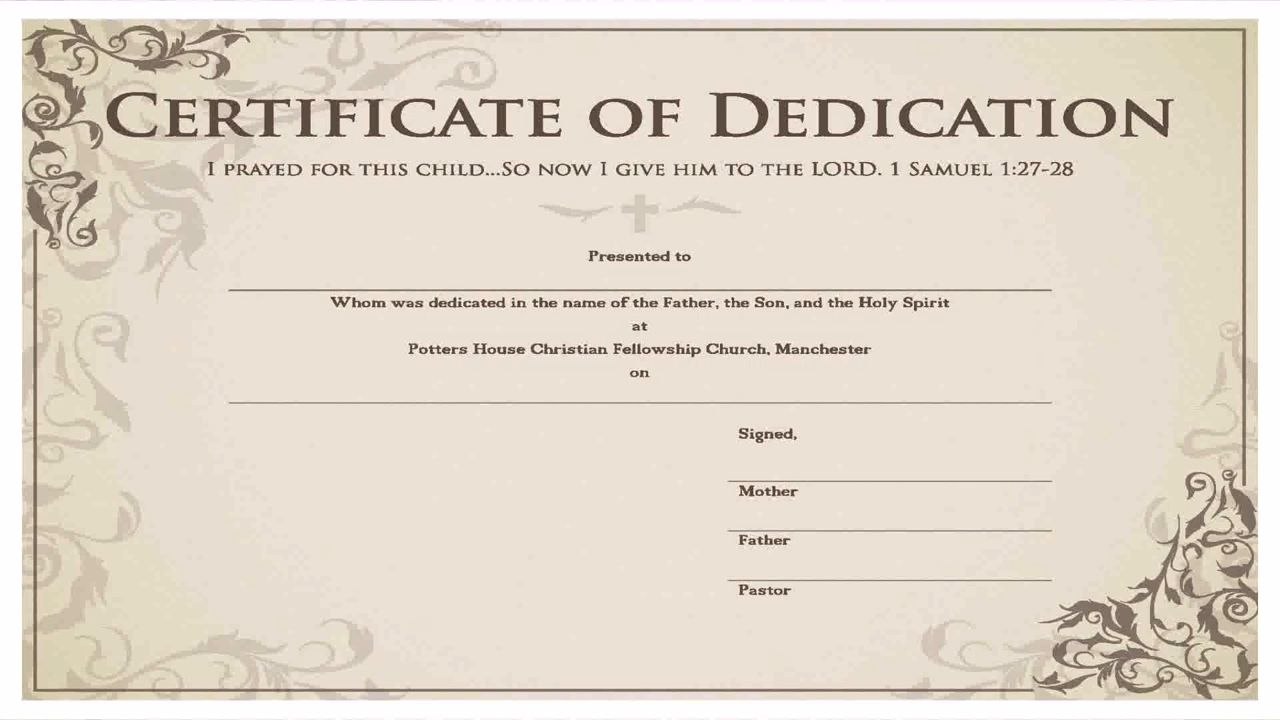 Certificate of Dedication
I prayed for this child...So now I give him to the LORD. 1 Samuel 1:27-28
Presented to
Whom was dedicated in the name of the Father, the Son, and the Holy Spirit
at
Potters House Christian Fellowship Church, Manchester
on
Signed,
Mother
Father
Pastor